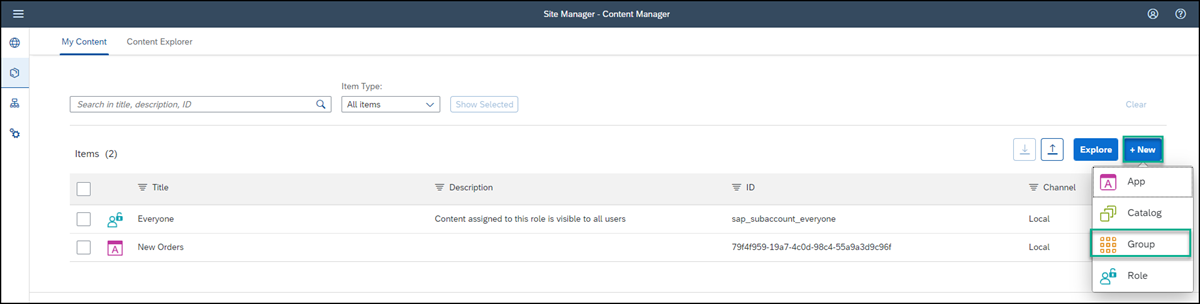 Site Manager - Content Manager
My Content Content Explorer
Item Type:
Search in title, description, ID All items Show Selected Clear
Items (2) Explore + New
Title Description ID Channel
Everyone Content assigned to this role is visible to all users sap_subaccount_everyone Local
New Orders 79f4f959-19a7-4c0d-98c4-55a9a3d9c96f Local
A App
Catalog
Group
Role